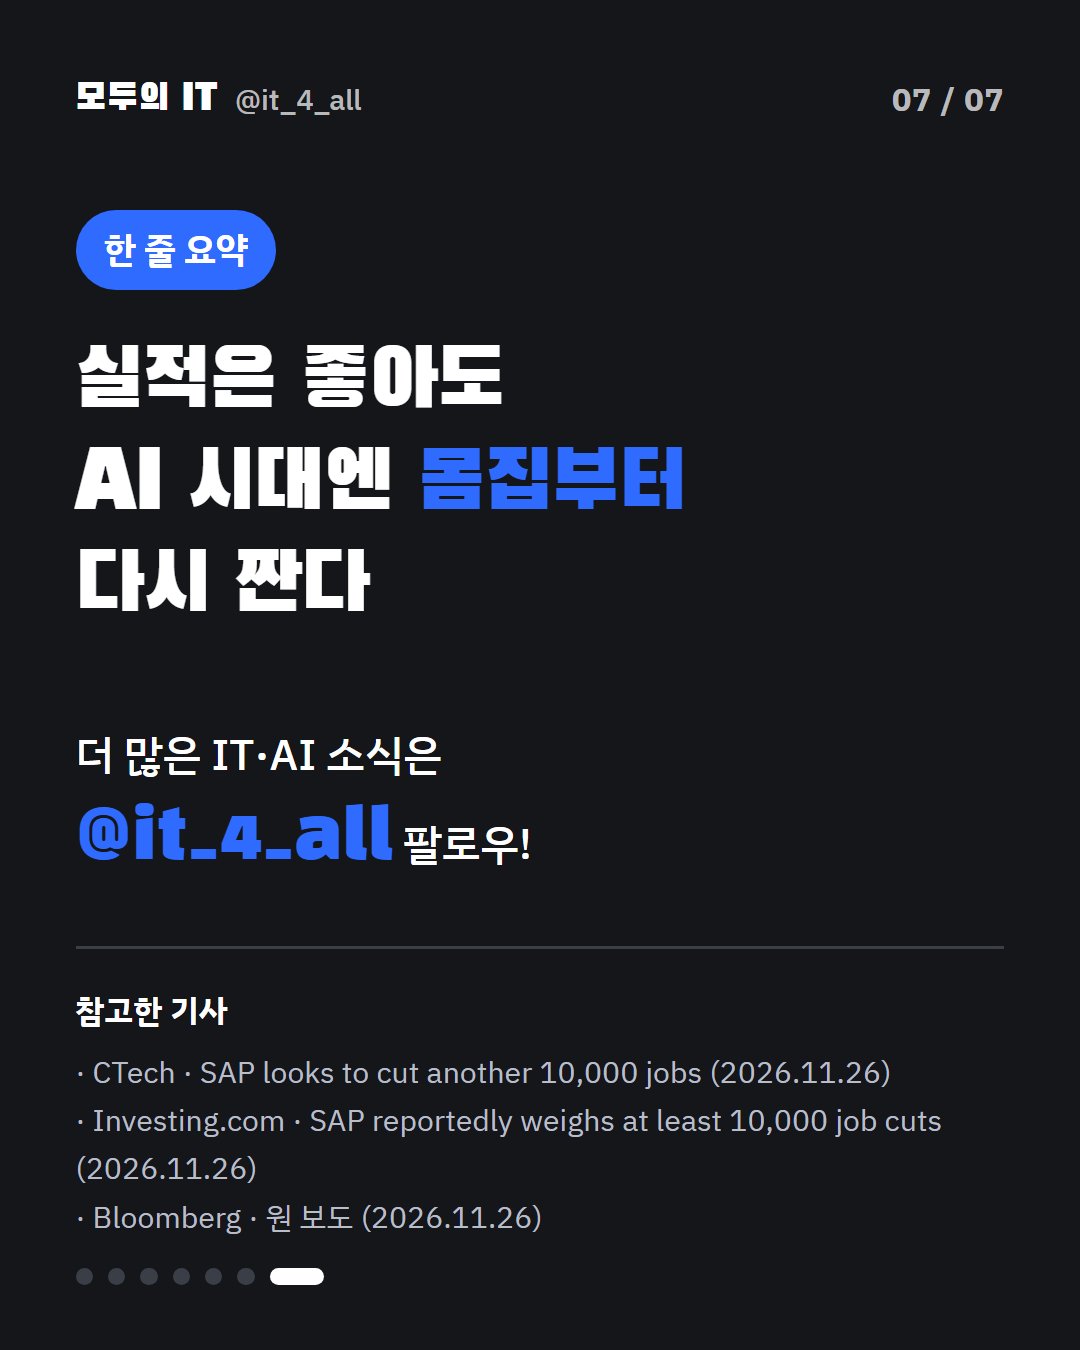 모두의 IT @it_4_all
07 / 07
한 줄 요약
실적은 좋아도
AI 시대엔 몸집부터
다시 짠다
더 많은 IT·AI 소식은
@it_4_all 팔로우!
참고한 기사
· CTech · SAP looks to cut another 10,000 jobs (2026.11.26)
· Investing.com · SAP reportedly weighs at least 10,000 job cuts
(2026.11.26)
· Bloomberg · 원 보도 (2026.11.26)